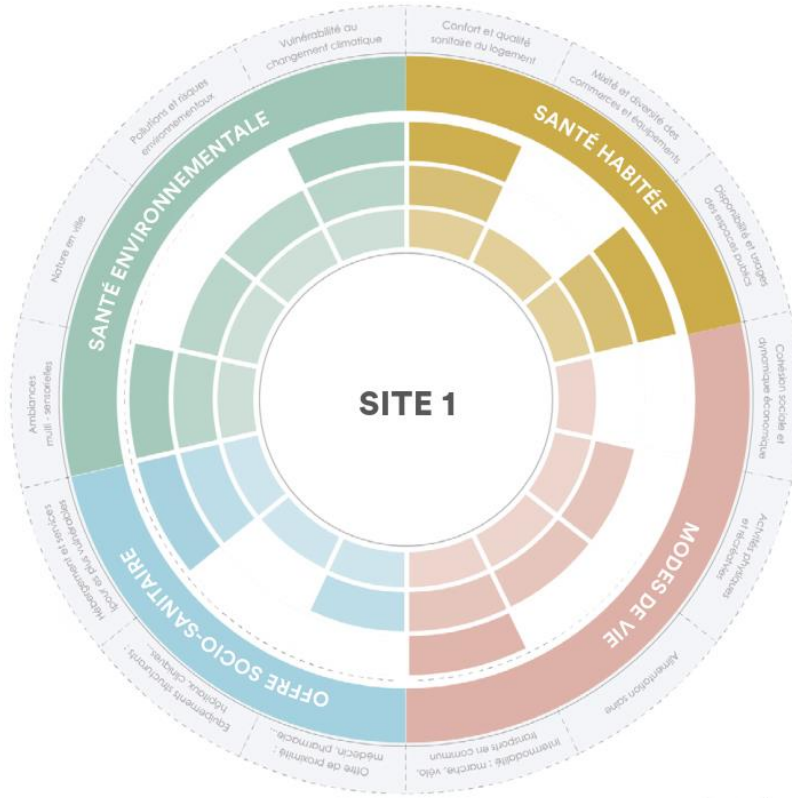 Vulnérabilité au
changement climatique
Confort et qualité
sanitaire du logement
Mixité et diversité des
commerces et équipements
Disponibilité et usages
des espaces publics
Cohésion sociale et
dynamique économique
Activités physiques
et récréatives
Alimentation saine
Intermodalité : marche, vélo,
transports en commun
Offre de proximité :
médecin, pharmacie...
Equipements structurants :
hôpitaux, cliniques...
Hébergement et services
(pour es plus vulnérables
Ambiances
multi - sensorielles
Nature en ville
Pollutions et risques
environnementaux
SANTÉ ENVIRONNEMENTALE
SANTÉ HABITÉE
MODES DE VIE
OFFRE SOCIO-SANITAIRE
SITE 1